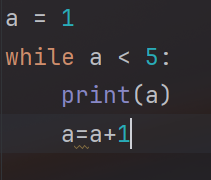 a = 1
while a < 5:
    print(a)
    a=a+1